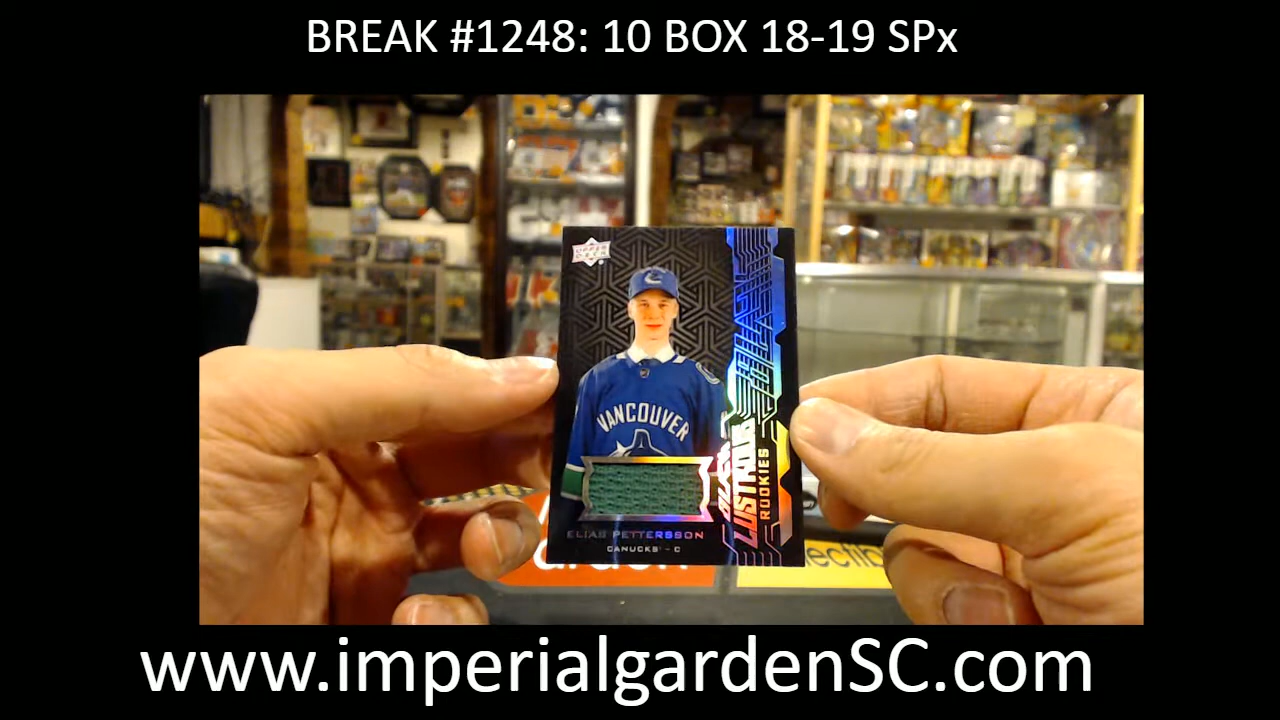 BREAK #1248: 10 BOX 18-19 SPx
UPPER DECK
VANCOUVER
LUSTROUS
ROOKIES
ELIAS PETTERSSON
CANUCKS - C
www.imperialgardenSC.com